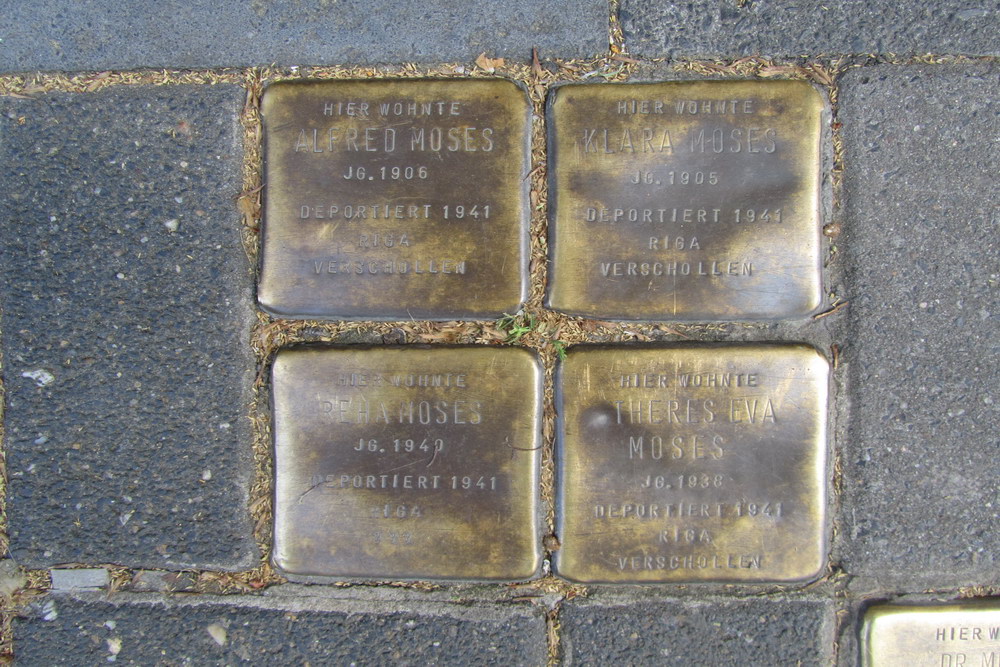 HIER WOHNTE
ALFRED MOSES
JG. 1906
DEPORTIERT 1941
RIGA
VERSCHOLLEN
HIER WOHNTE
KLARA MOSES
JG. 1905
DEPORTIERT 1941
RIGA
VERSCHOLLEN
HIER WOHNTE
MOSES
JG. 1940
DEPORTIERT 1941
RIGA
HIER WOHNTE
THERES EVA
MOSES
JG. 1938
DEPORTIERT 1941
RIGA
VERSCHOLLEN
HIER W
DR. M